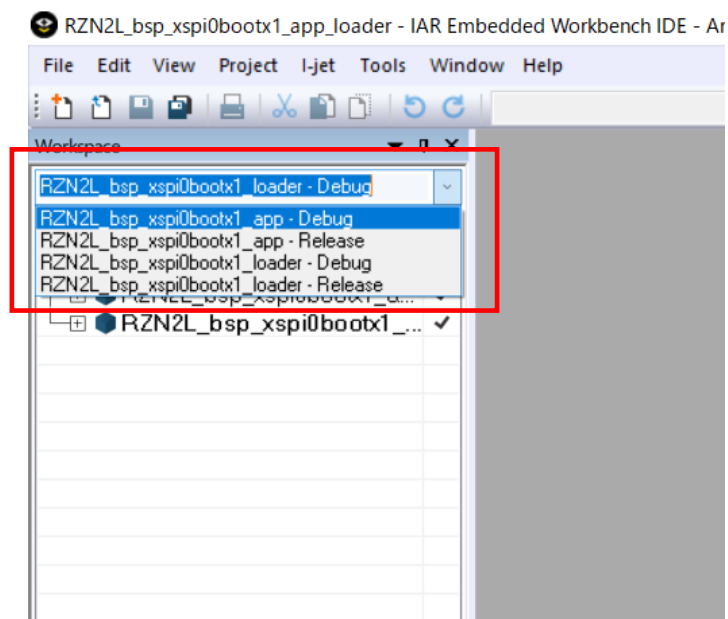 RZN2L_bsp_xspi0bootx1_app_loader - IAR Embedded Workbench IDE - Ar
File Edit View Project I-jet Tools Window Help
Workspace
RZN2L_bsp_xspi0bootx1_loader - Debug
RZN2L_bsp_xspi0bootx1_app - Debug
RZN2L_bsp_xspi0bootx1_app - Release
RZN2L_bsp_xspi0bootx1_loader - Debug
RZN2L_bsp_xspi0bootx1_loader - Release
RZN2L_bsp_xspi0bootx1_a...
RZN2L_bsp_xspi0bootx1_...